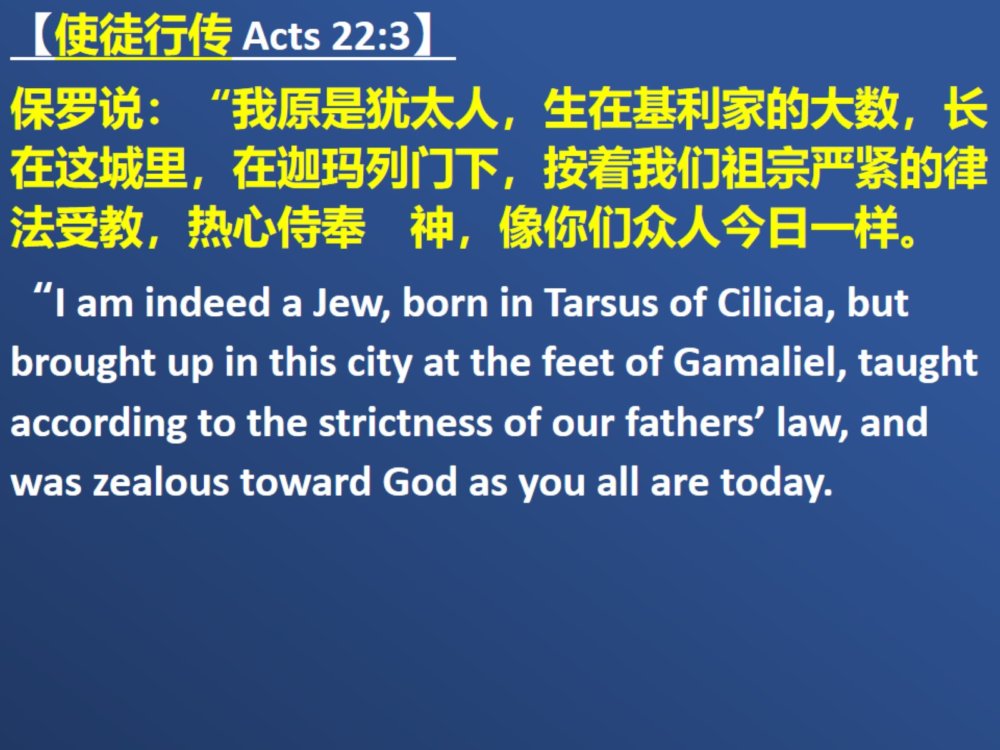 【使徒行传 Acts 22:3】
保罗说： “我原是犹太人，生在基利家的大数，长
在这城里，在迦玛列门下，按着我们祖宗严紧的律
法受教，热心侍奉　神，像你们众人今日一样。
“I am indeed a Jew, born in Tarsus of Cilicia, but
brought up in this city at the feet of Gamaliel, taught
according to the strictness of our fathers’ law, and
was zealous toward God as you all are today.